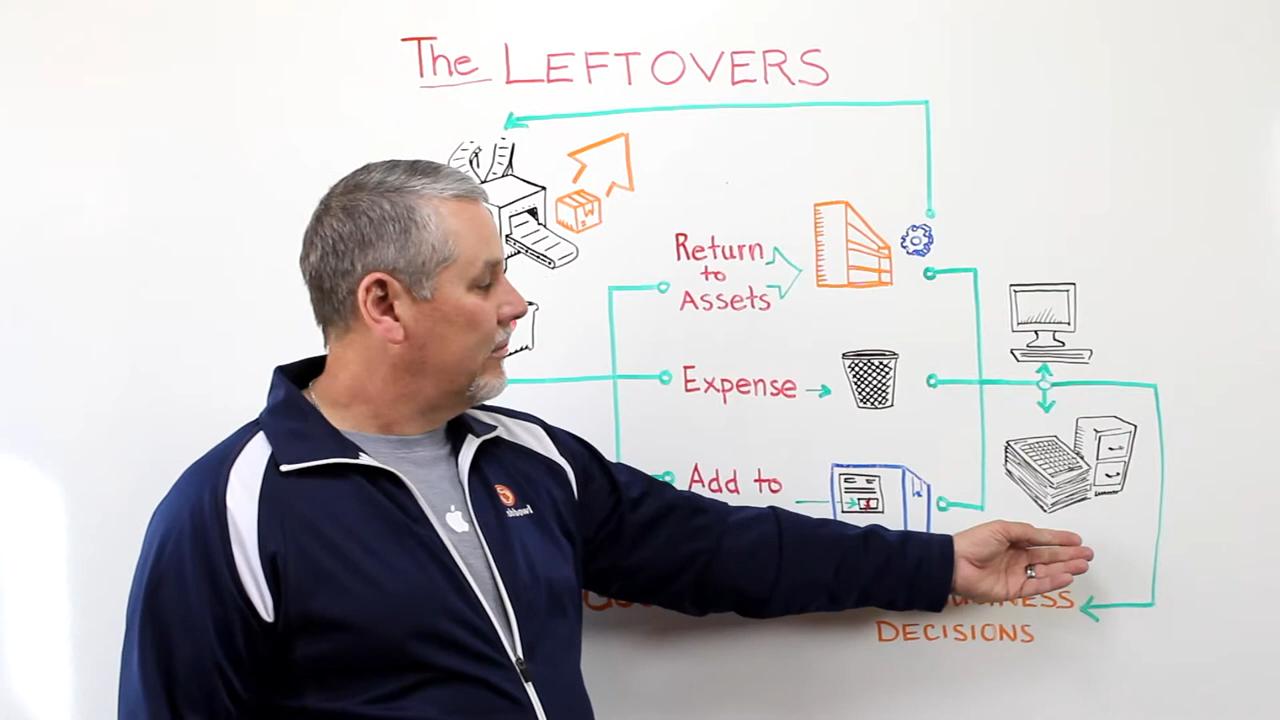 The LEFTOVERS
Return
to
Assets
Expense
Add to
DECISIONS